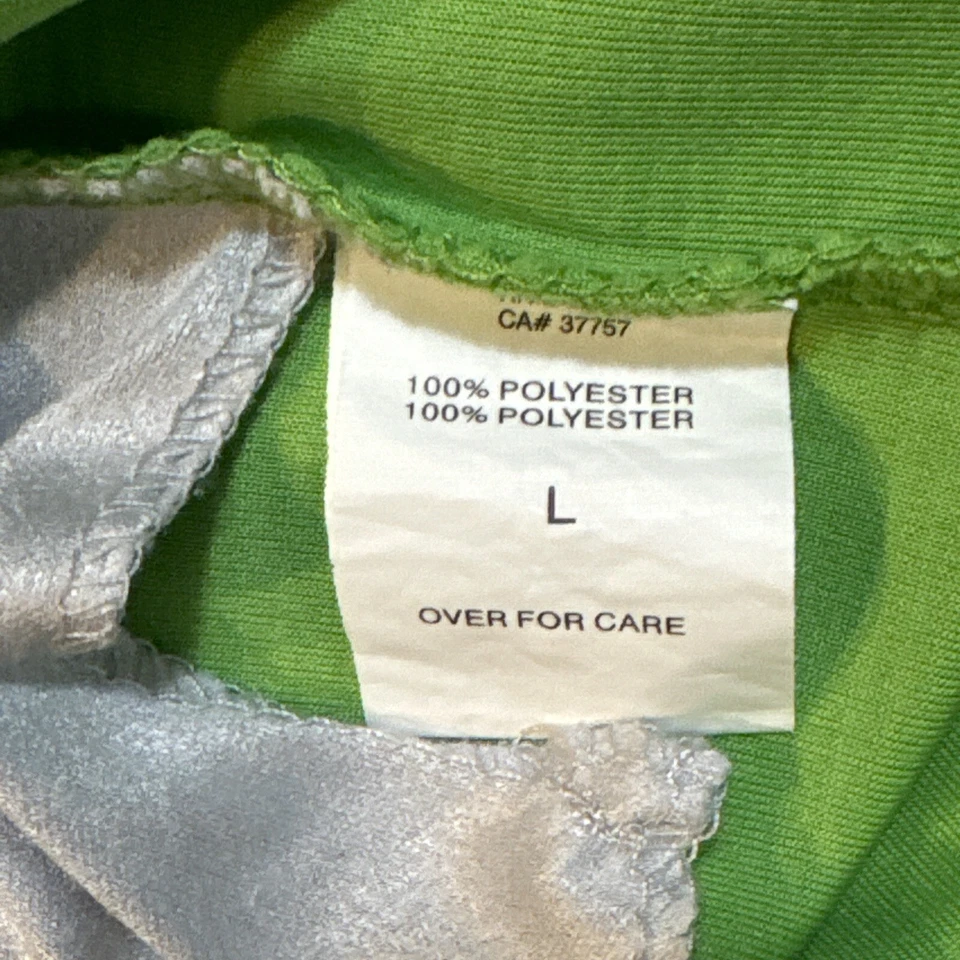 CA# 37757
100% POLYESTER
100% POLYESTER
L
OVER FOR CARE